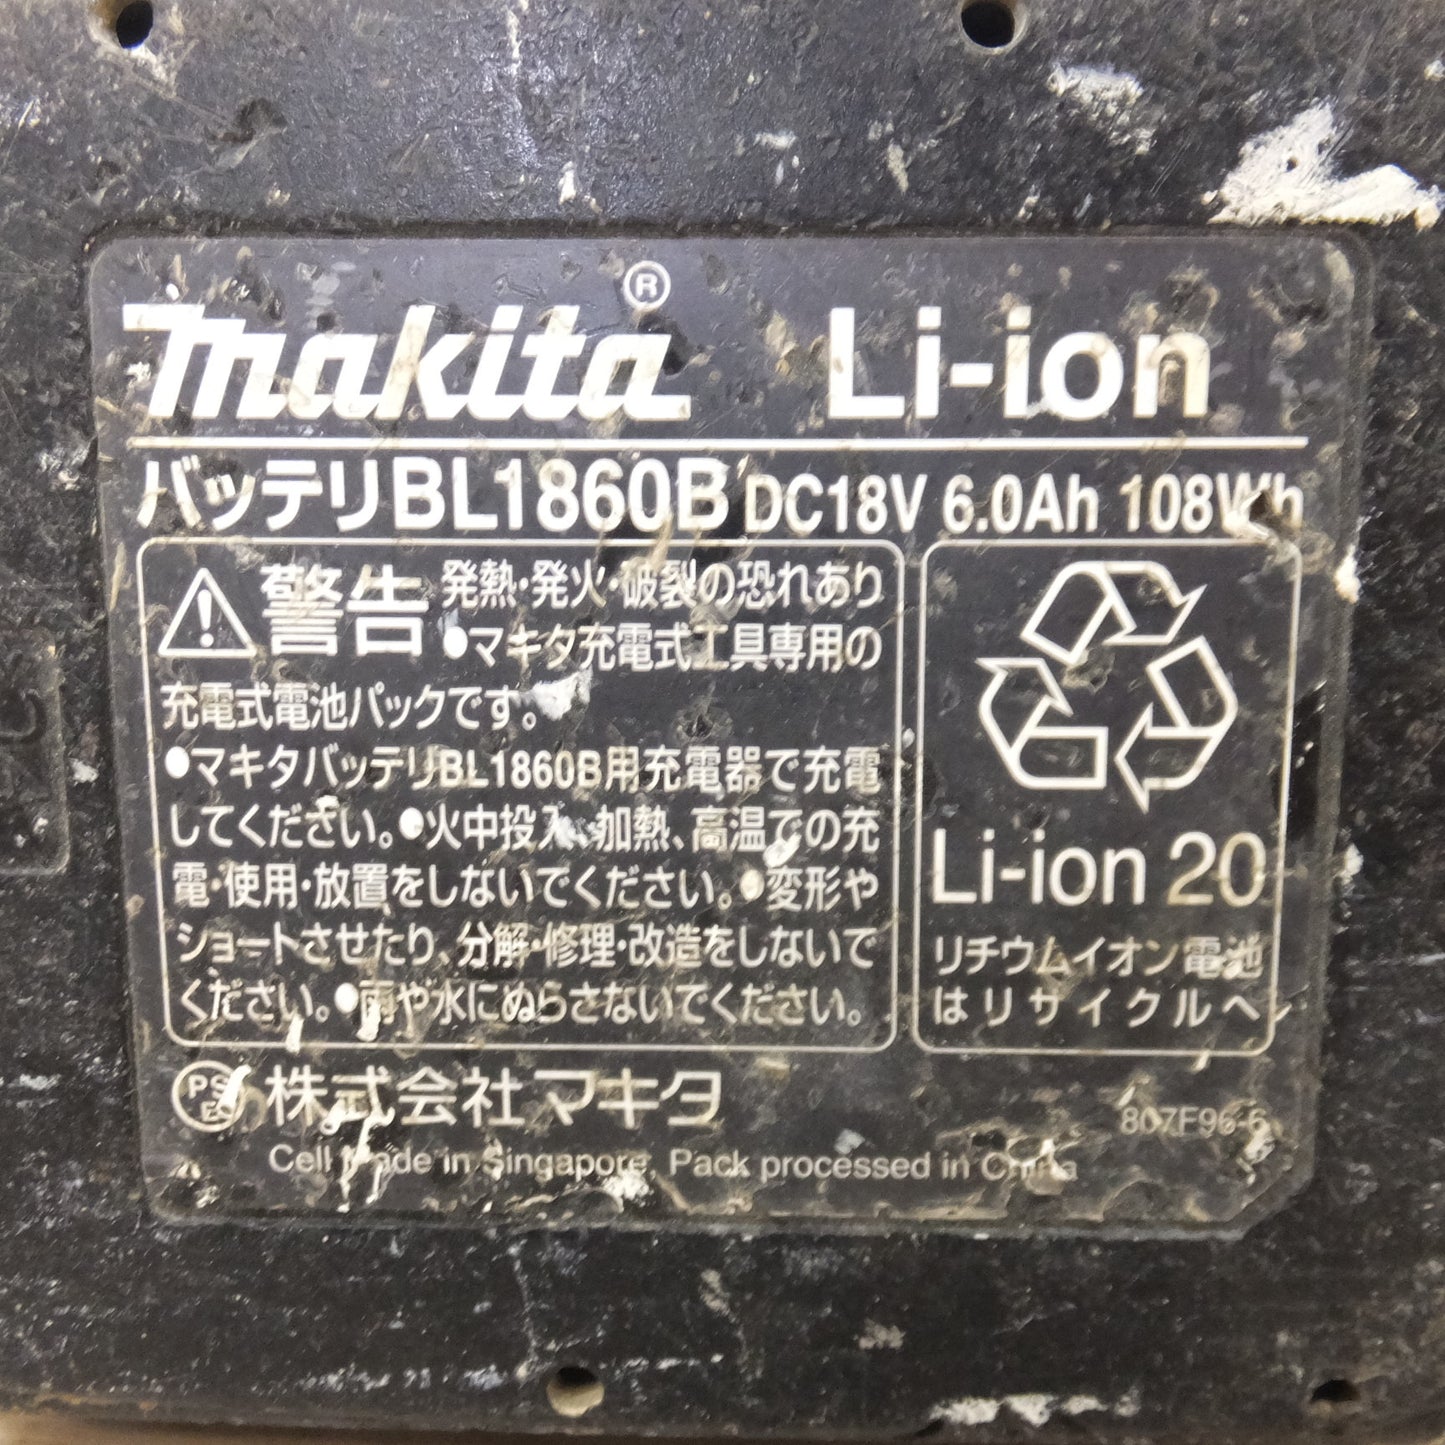 makita® Li-ion
バッテリBL1860B DC18V 6.0Ah 108Wh
警告 発熱・発火・破裂の恐れあり
●マキタ充電式工具専用の
充電式電池パックです。
●マキタバッテリBL1860B用充電器で充電
してください。●火中投入、加熱、高温での充
電・使用・放置をしないでください。●変形や
ショートさせたり、分解・修理・改造をしないで
ください。●雨や水にぬらさないでください。
Li-ion 20
リチウムイオン電池
はリサイクルへ
PS E 株式会社マキタ
807F96-6
Cell Made in Singapore, Pack processed in China